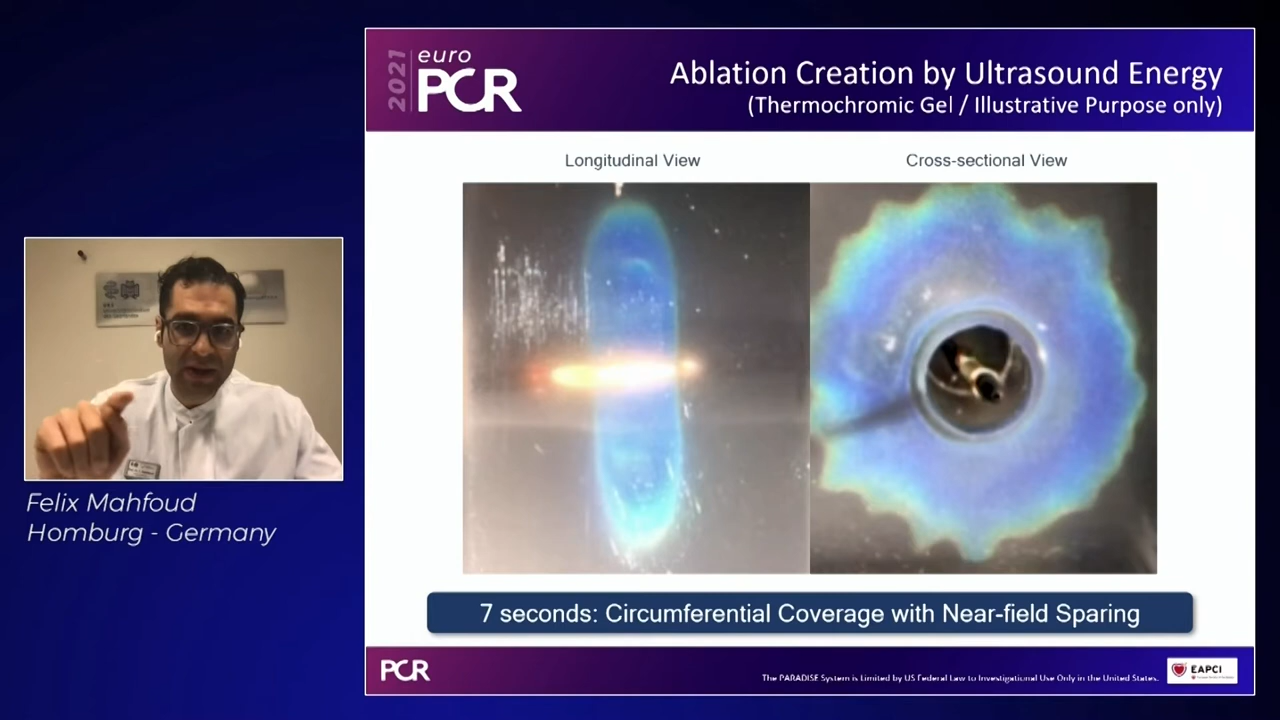 2021
euro
PCR
Ablation Creation by Ultrasound Energy
(Thermochromic Gel / Illustrative Purpose only)
Longitudinal View
Cross-sectional View
Felix Mahfoud
Homburg - Germany
7 seconds: Circumferential Coverage with Near-field Sparing
PCR
The PARADISE System is Limited by US Federal Law to Investigational Use Only in the United States.
EAPCI